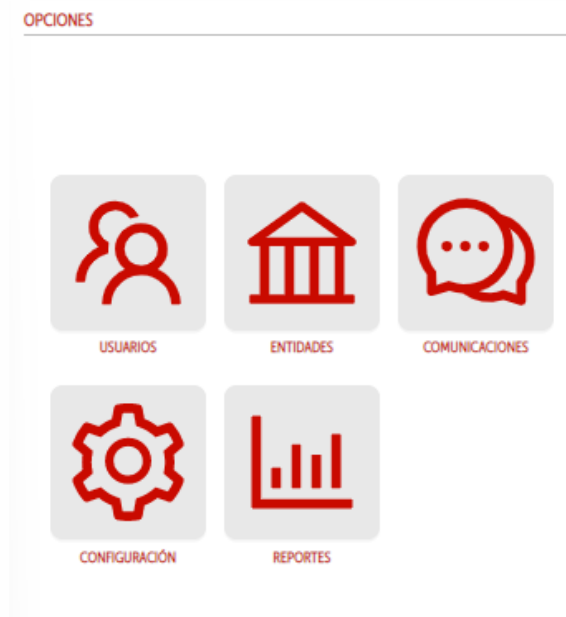 OPCIONES
USUARIOS
ENTIDADES
COMUNICACIONES
CONFIGURACIÓN
REPORTES